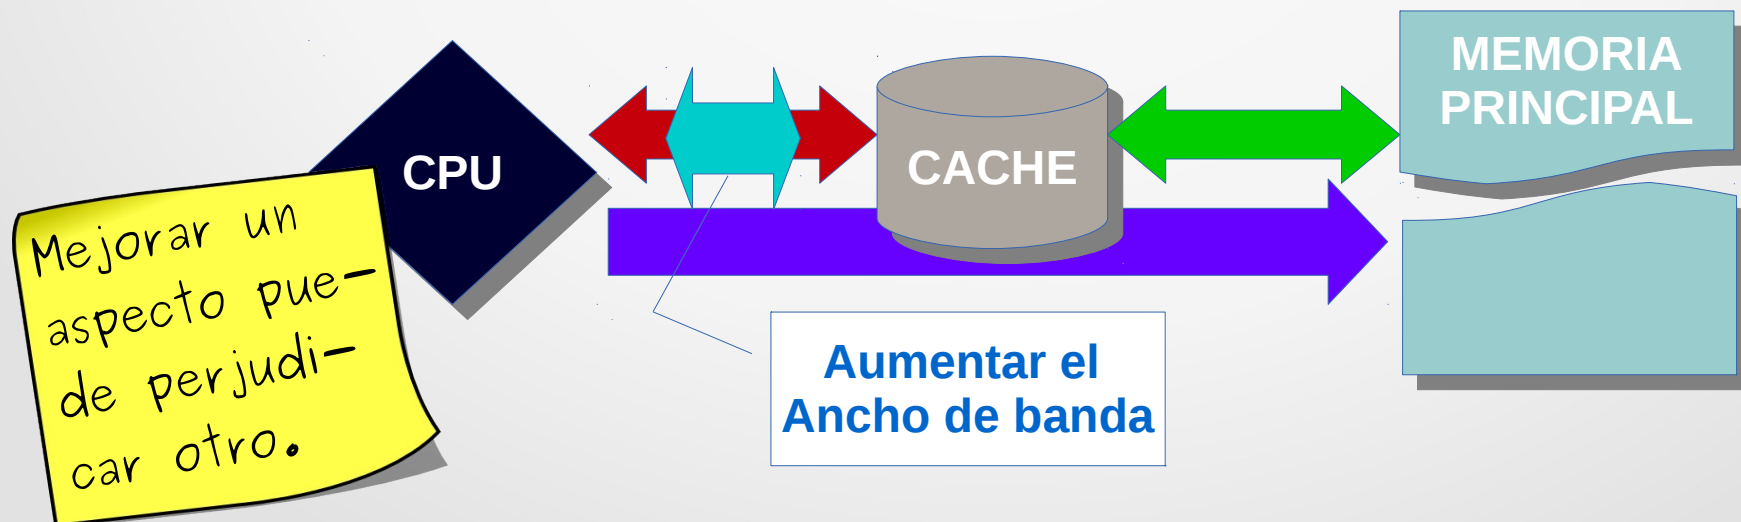 MEMORIA
PRINCIPAL
CPU
CACHE
Mejorar un
aspecto pue-
de perjudi-
car otro.
Aumentar el
Ancho de banda